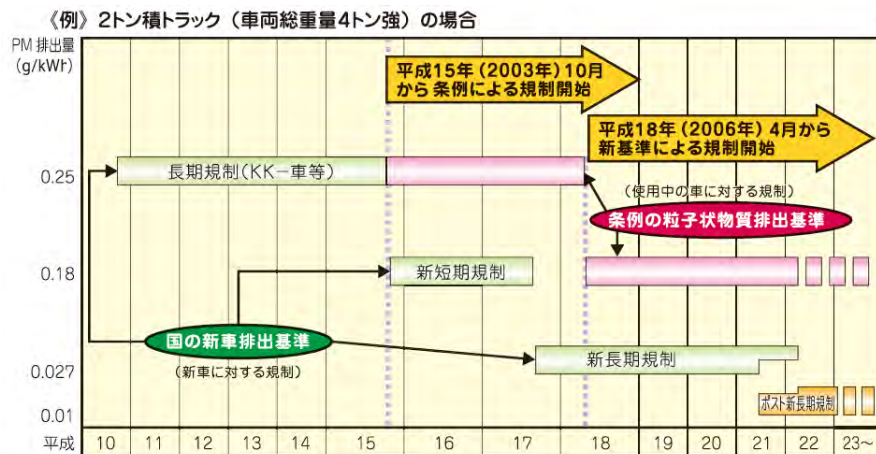 《例》2トン積トラック（車両総重量4トン強）の場合
PM 排出量
(g/kWh)
平成15年（2003年）10月
から条例による規制開始
平成18年（2006年）4月から
新基準による規制開始
0.25
長期規制（KK－車等）
（使用中の車に対する規制）
条例の粒子状物質排出基準
0.18
新短期規制
国の新車排出基準
（新車に対する規制）
新長期規制
0.027
ポスト新長期規制
0.01
平成 10 11 12 13 14 15 16 17 18 19 20 21 22 23～